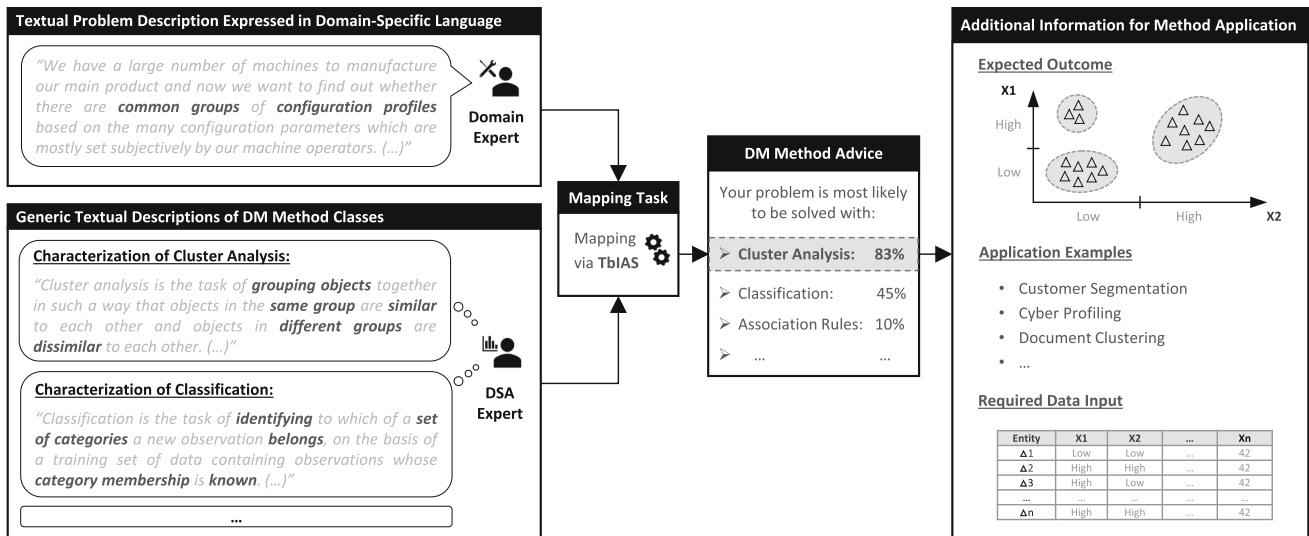 Textual Problem Description Expressed in Domain-Specific Language
“We have a large number of machines to manufacture
our main product and now we want to find out whether
there are common groups of configuration profiles
based on the many configuration parameters which are
mostly set subjectively by our machine operators. (...)”
Domain
Expert
Generic Textual Descriptions of DM Method Classes
Characterization of Cluster Analysis:
“Cluster analysis is the task of grouping objects together
in such a way that objects in the same group are similar
to each other and objects in different groups are
dissimilar to each other. (...)”
Characterization of Classification:
“Classification is the task of identifying to which of a set
of categories a new observation belongs, on the basis of
a training set of data containing observations whose
category membership is known. (...)”
...
DSA
Expert
Mapping Task
Mapping
via TbIAS
DM Method Advice
Your problem is most likely
to be solved with:
➢ Cluster Analysis: 83%
➢ Classification: 45%
➢ Association Rules: 10%
➢ ... ...
Additional Information for Method Application
Expected Outcome
X1
High
Low
Low High X2
Application Examples
• Customer Segmentation
• Cyber Profiling
• Document Clustering
• ...
Required Data Input
Entity X1 X2 ... Xn
Δ1 Low Low ... 42
Δ2 High High ... 42
Δ3 High Low ... 42
... ... ... ... ...
Δn High High ... 42